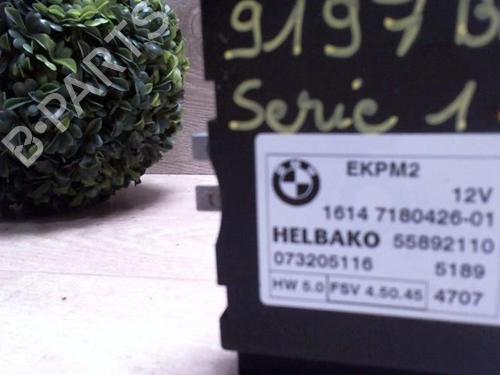 9197
Serie 1
B-PARTS
BMW
EKPM2
12V
1614 7180426-01
HELBAKO 55892110
073205116 5189
HW 5.0 FSV 4.50.45 4707